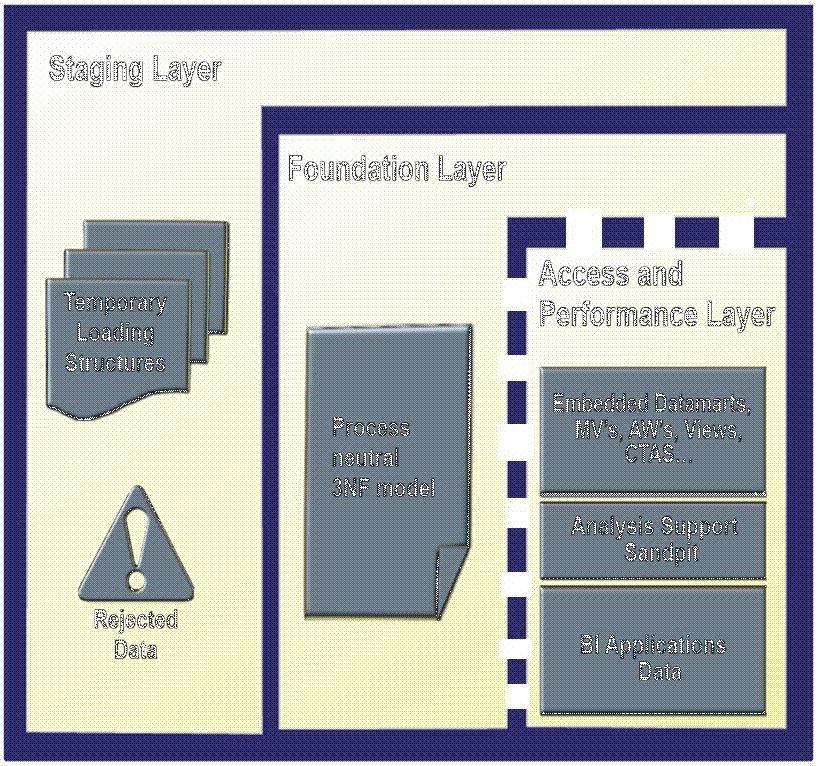 Staging Layer
Foundation Layer
Access and
Performance Layer
Temporary
Loading
Structures
Process
neutral
3NF model
Embedded Datamarts,
MV's, AW's, Views,
CTAS...
Analysis Support
Sandpit
BI Applications
Data
Rejected
Data